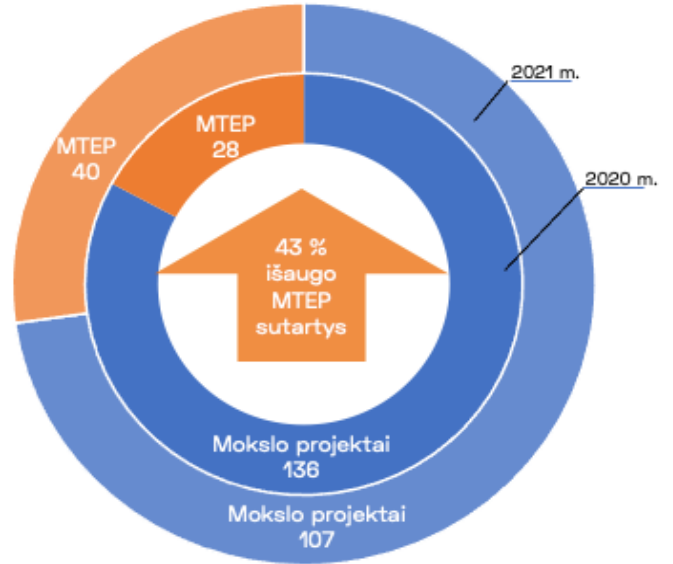 2021 m.
2020 m.
MTEP
28
MTEP
40
43 %
išaugo
MTEP
sutartys
Mokslo projektai
136
Mokslo projektai
107